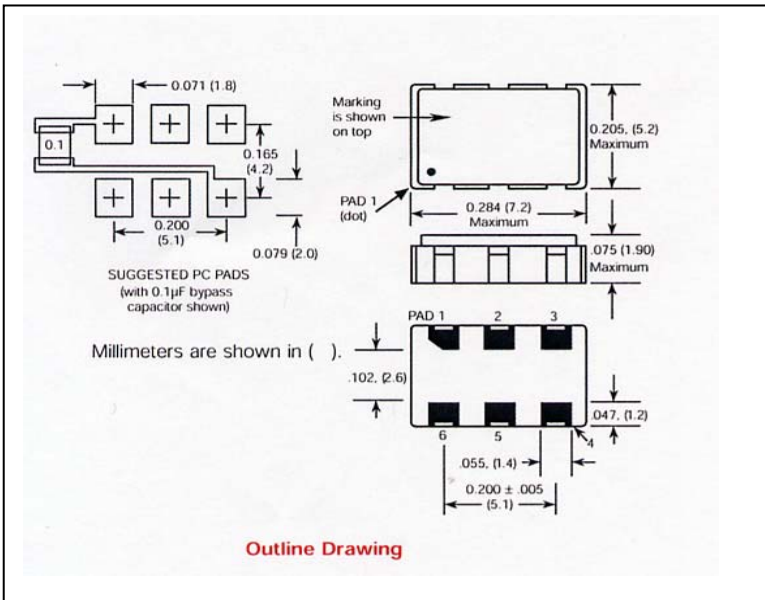 0.071 (1.8)
0.1
0.165
(4.2)
0.200
(5.1)
0.079 (2.0)
SUGGESTED PC PADS
(with 0.1µF bypass
capacitor shown)
Marking
is shown
on top
PAD 1
(dot)
0.205, (5.2)
Maximum
0.284 (7.2)
Maximum
.075 (1.90)
Maximum
PAD 1 2 3
Millimeters are shown in ( ).
.102, (2.6)
.047, (1.2)
6 5 4
.055, (1.4)
0.200 ± .005
(5.1)
Outline Drawing